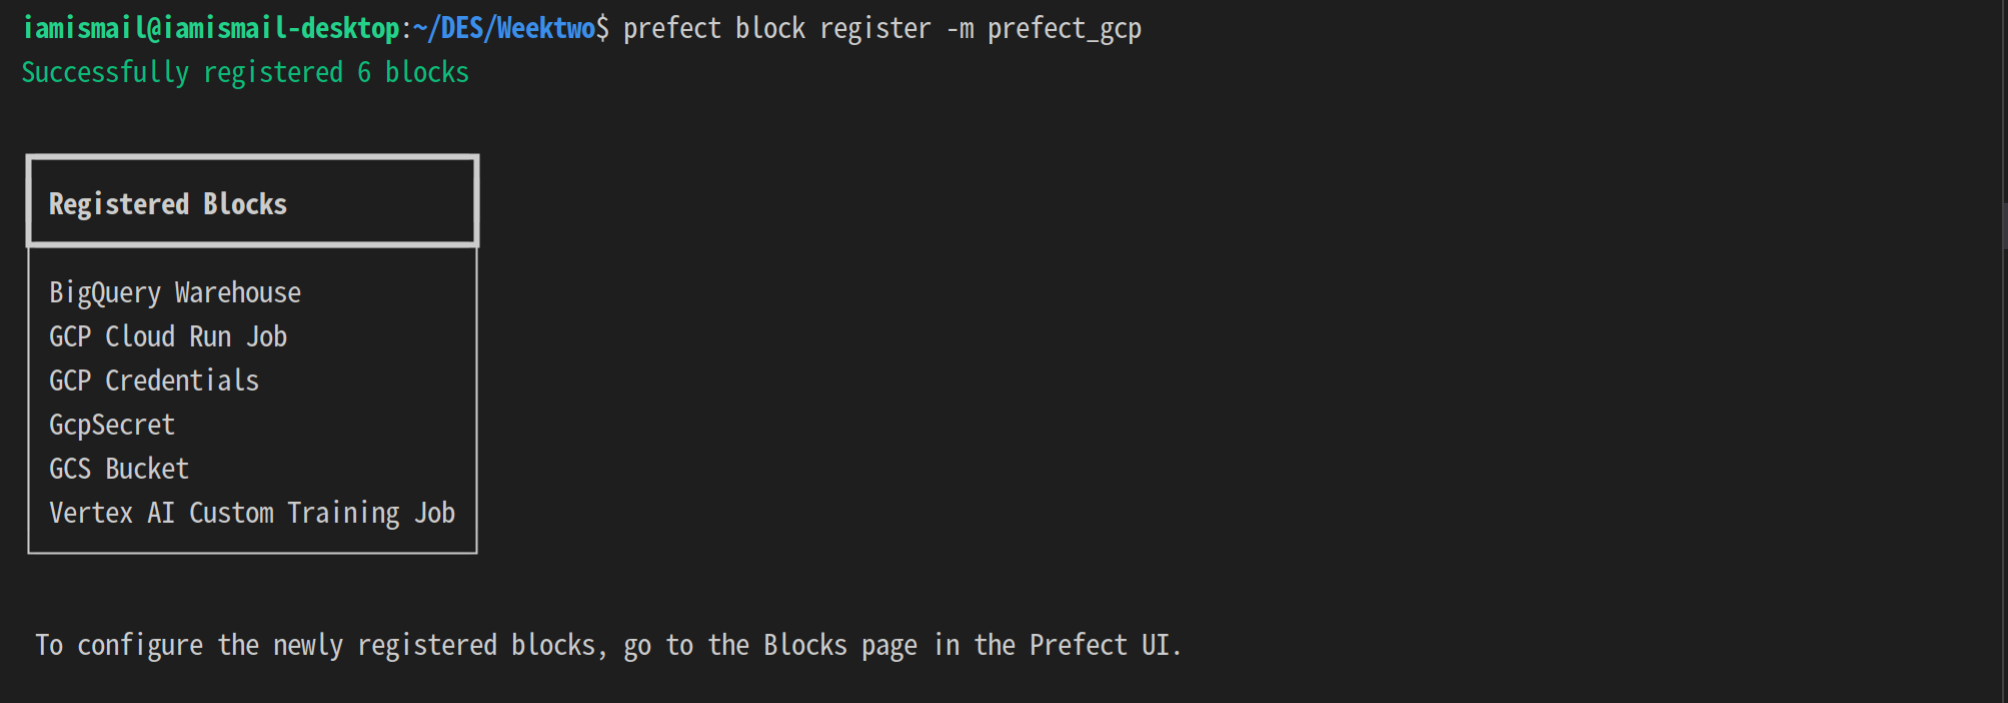 iamismail@iamismail-desktop:~/DES/Weektwo$ prefect block register -m prefect_gcp
Successfully registered 6 blocks
Registered Blocks
BigQuery Warehouse
GCP Cloud Run Job
GCP Credentials
GcpSecret
GCS Bucket
Vertex AI Custom Training Job
To configure the newly registered blocks, go to the Blocks page in the Prefect UI.